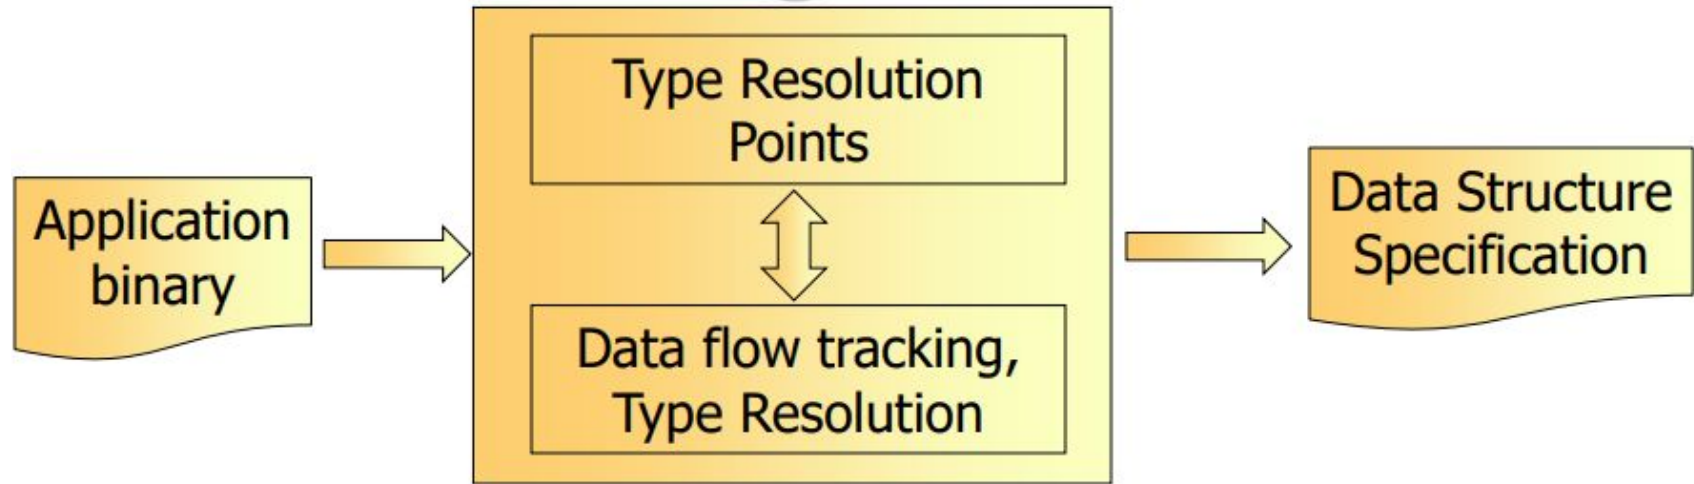 Application
binary
Type Resolution
Points
Data flow tracking,
Type Resolution
Data Structure
Specification